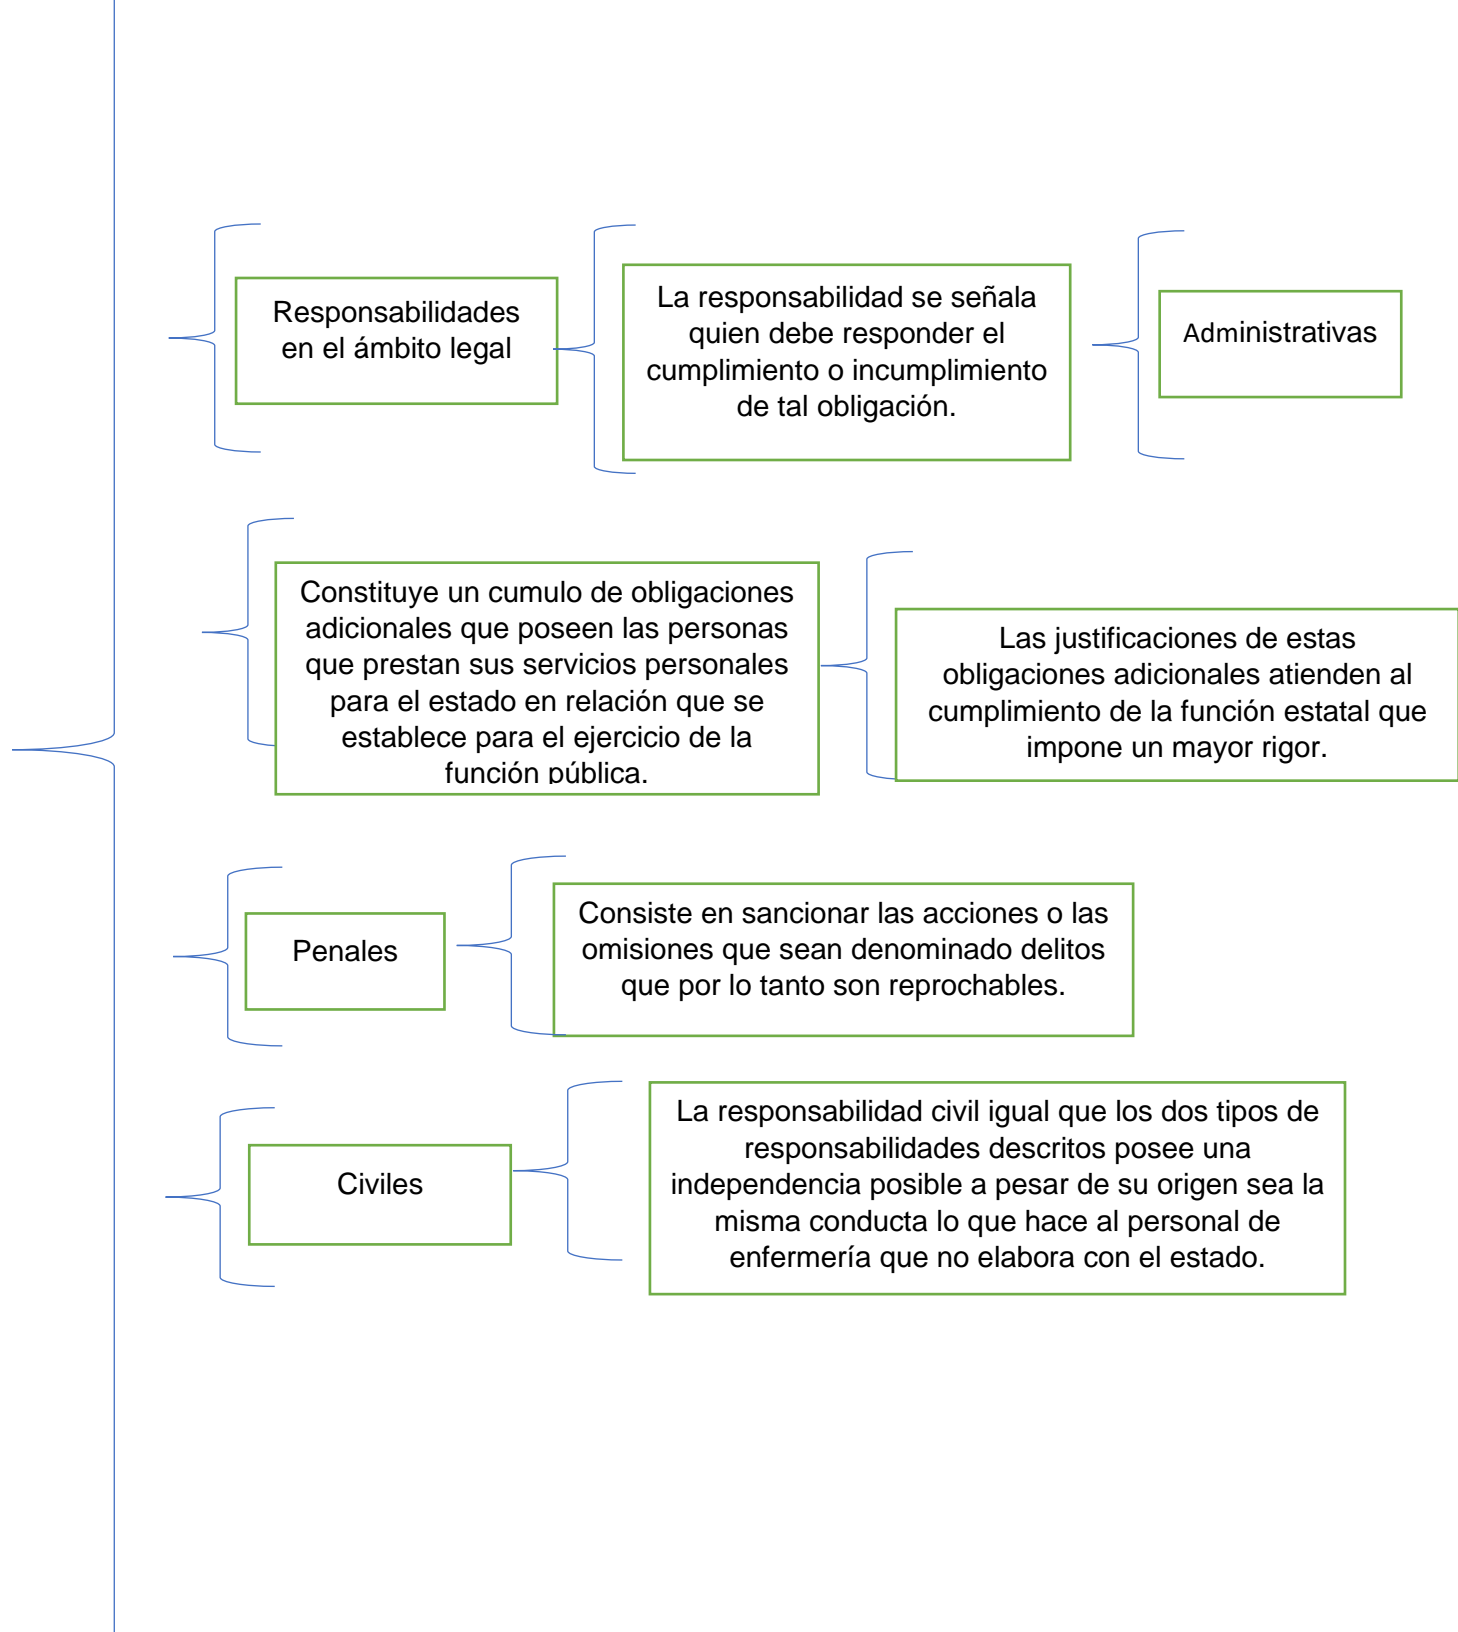 Responsabilidades
en el ámbito legal
La responsabilidad se señala
quien debe responder el
cumplimiento o incumplimiento
de tal obligación.
Administrativas
Constituye un cumulo de obligaciones
adicionales que poseen las personas
que prestan sus servicios personales
para el estado en relación que se
establece para el ejercicio de la
función pública.
Las justificaciones de estas
obligaciones adicionales atienden al
cumplimiento de la función estatal que
impone un mayor rigor.
Penales
Consiste en sancionar las acciones o las
omisiones que sean denominado delitos
que por lo tanto son reprochables.
Civiles
La responsabilidad civil igual que los dos tipos de
responsabilidades descritos posee una
independencia posible a pesar de su origen sea la
misma conducta lo que hace al personal de
enfermería que no elabora con el estado.